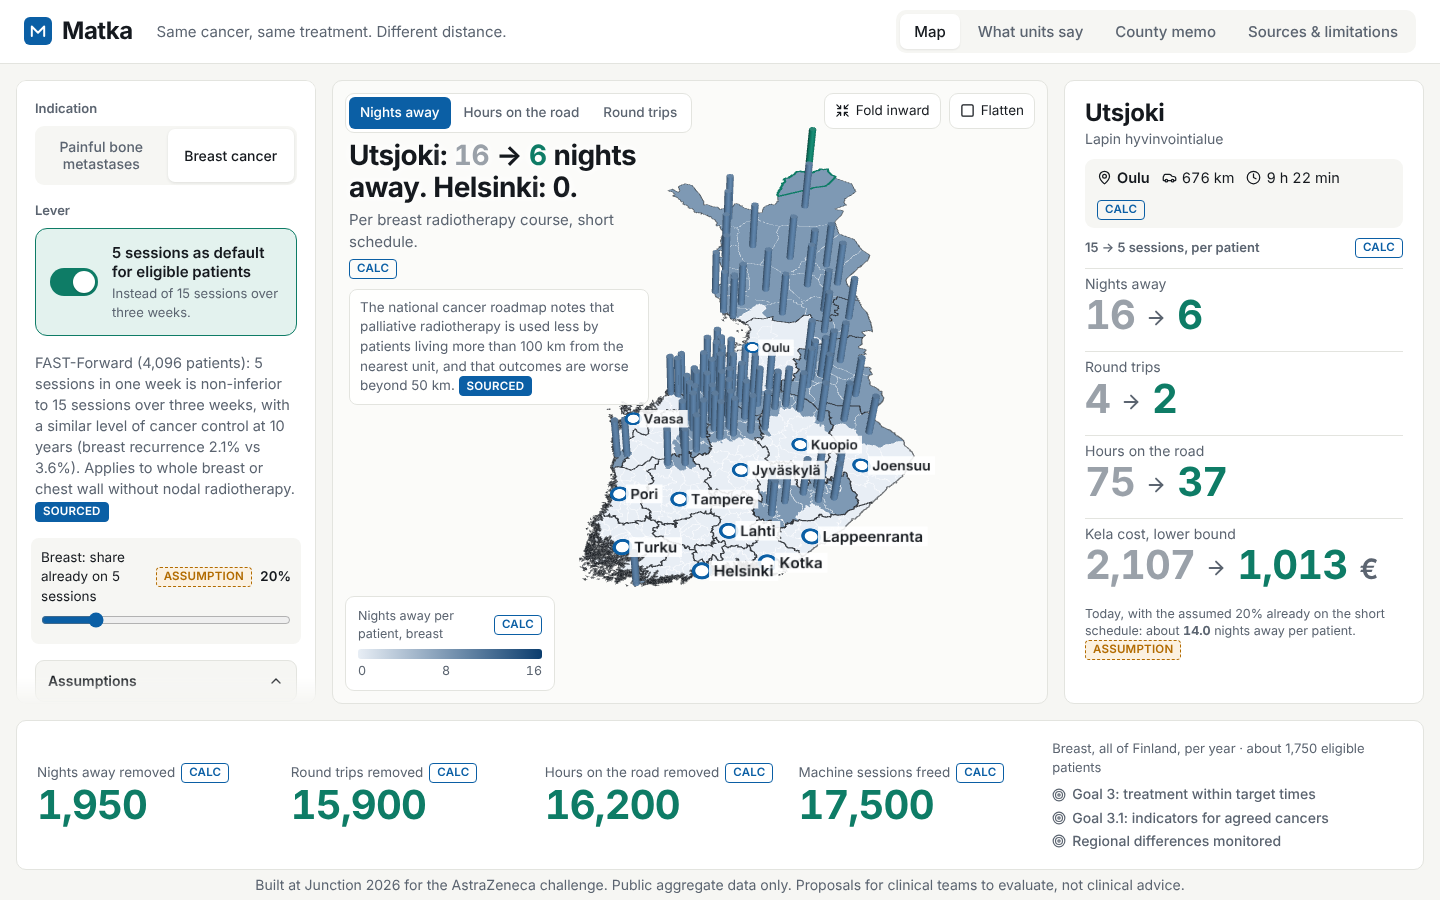 Matka
Same cancer, same treatment. Different distance.
Map
What units say
County memo
Sources & limitations
Indication
Painful bone
metastases
Breast cancer
Lever
5 sessions as default
for eligible patients
Instead of 15 sessions over
three weeks.
FAST-Forward (4,096 patients): 5
sessions in one week is non-inferior
to 15 sessions over three weeks, with
a similar level of cancer control at 10
years (breast recurrence 2.1% vs
3.6%). Applies to whole breast or
chest wall without nodal radiotherapy.
SOURCED
Breast: share
already on 5
sessions
ASSUMPTION
20%
Assumptions
Nights away
Hours on the road
Round trips
Fold inward
Flatten
Utsjoki: 16 → 6 nights
away. Helsinki: 0.
Per breast radiotherapy course, short
schedule.
CALC
The national cancer roadmap notes that
palliative radiotherapy is used less by
patients living more than 100 km from the
nearest unit, and that outcomes are worse
beyond 50 km. SOURCED
Oulu
Vaasa
Kuopio
Joensuu
Jyväskylä
Pori
Tampere
Lahti
Lappeenranta
Turku
Kotka
Helsinki
Nights away per
patient, breast
CALC
0 8 16
Utsjoki
Lapin hyvinvointialue
Oulu 676 km 9 h 22 min
CALC
15 → 5 sessions, per patient CALC
Nights away
16 → 6
Round trips
4 → 2
Hours on the road
75 → 37
Kela cost, lower bound
2,107 → 1,013 €
Today, with the assumed 20% already on the short
schedule: about 14.0 nights away per patient.
ASSUMPTION
Nights away removed CALC
1,950
Round trips removed CALC
15,900
Hours on the road removed CALC
16,200
Machine sessions freed CALC
17,500
Breast, all of Finland, per year · about 1,750 eligible
patients
Goal 3: treatment within target times
Goal 3.1: indicators for agreed cancers
Regional differences monitored
Built at Junction 2026 for the AstraZeneca challenge. Public aggregate data only. Proposals for clinical teams to evaluate, not clinical advice.